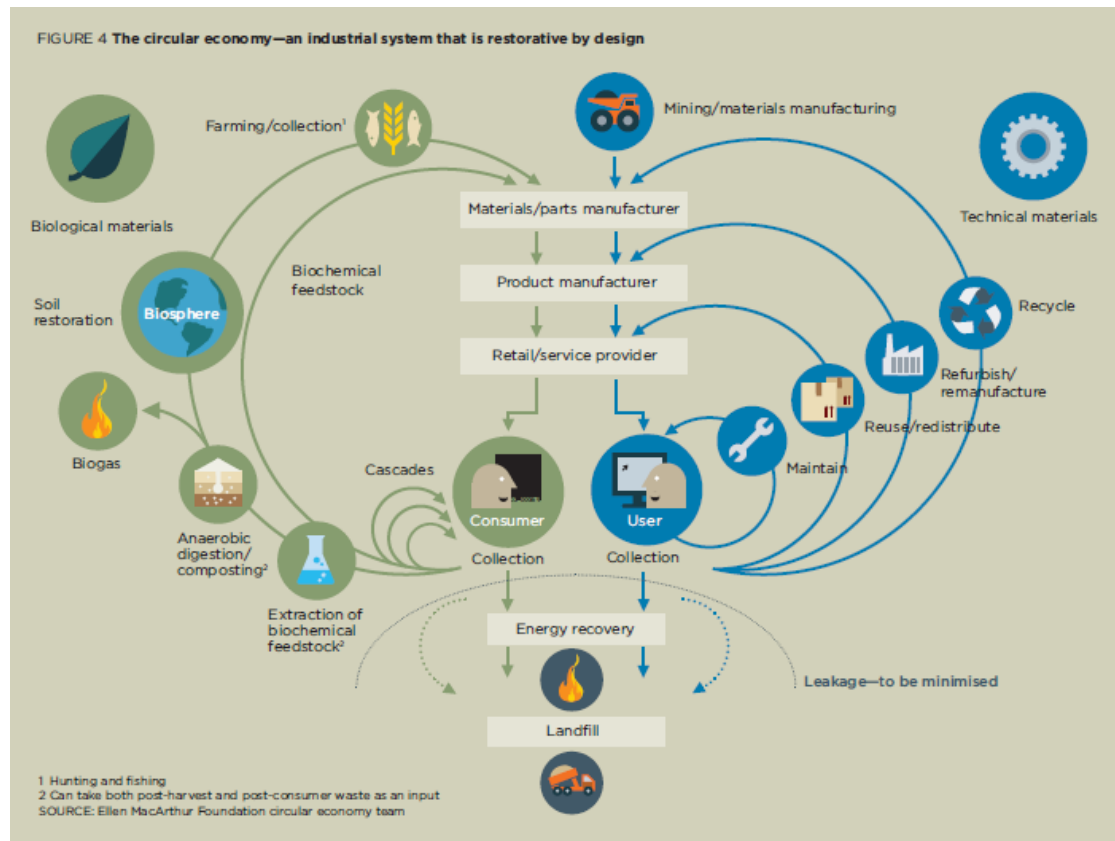 FIGURE 4 The circular economy—an industrial system that is restorative by design
Farming/collection¹
Mining/materials manufacturing
Biological materials
Technical materials
Materials/parts manufacturer
Biochemical
feedstock
Product manufacturer
Soil
restoration
Biosphere
Recycle
Retail/service provider
Refurbish/
remanufacture
Reuse/redistribute
Biogas
Cascades
Maintain
Consumer
User
Anaerobic
digestion/
composting²
Collection
Collection
Extraction of
biochemical
feedstock²
Energy recovery
Leakage—to be minimised
Landfill
1 Hunting and fishing
2 Can take both post-harvest and post-consumer waste as an input
SOURCE: Ellen MacArthur Foundation circular economy team